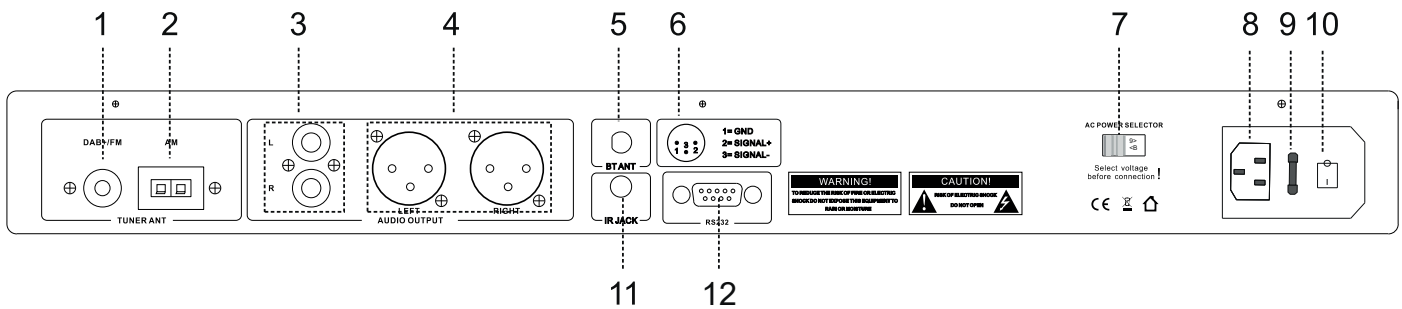 1 2 3 4 5 6 7 8 9 10
DAB+/FM
AM
TUNER ANT
L
R
LEFT
RIGHT
AUDIO OUTPUT
BT ANT
IR JACK
1 3 2
1= GND
2= SIGNAL+
3= SIGNAL-
RS232
WARNING!
TO REDUCE THE RISK OF FIRE OR ELECTRIC
SHOCK DO NOT EXPOSE THIS EQUIPMENT TO
RAIN OR MOISTURE
CAUTION!
RISK OF ELECTRIC SHOCK
DO NOT OPEN
AC POWER SELECTOR
Select voltage
before connection !
CE
I
11 12